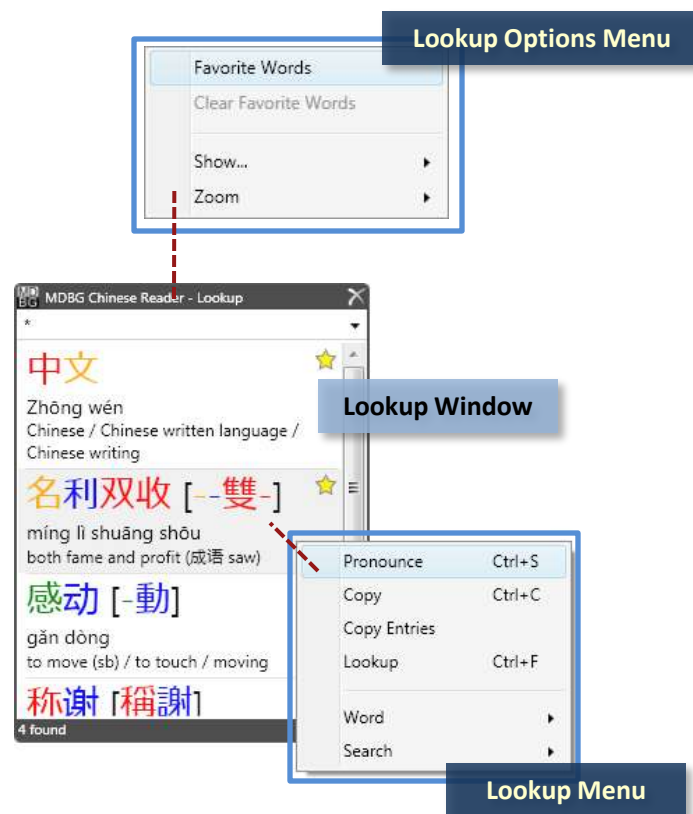 Lookup Options Menu
Favorite Words
Clear Favorite Words
Show...
Zoom
MDBG MDBG Chinese Reader - Lookup
*
中文
Zhōng wén
Chinese / Chinese written language /
Chinese writing
Lookup Window
名利双收 [--雙-]
míng lì shuāng shōu
both fame and profit (成语 saw)
感动 [-動]
gǎn dòng
to move (sb) / to touch / moving
称谢 [稱謝]
4 found
Pronounce Ctrl+S
Copy Ctrl+C
Copy Entries
Lookup Ctrl+F
Word
Search
Lookup Menu